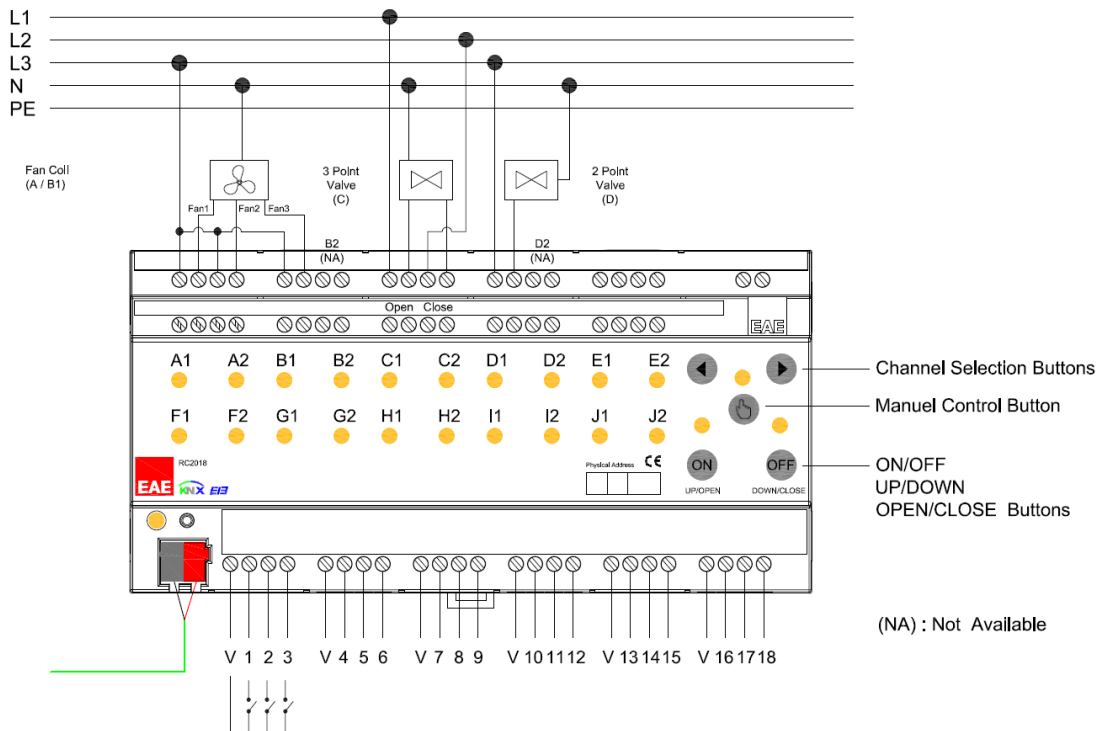 L1
L2
L3
N
PE
Fan Coil
(A / B1)
3 Point
Valve
(C)
2 Point
Valve
(D)
Fan1
Fan2
Fan3
B2
(NA)
D2
(NA)
Open Close
EAE
A1 A2 B1 B2 C1 C2 D1 D2 E1 E2
F1 F2 G1 G2 H1 H2 I1 I2 J1 J2
Channel Selection Buttons
Manuel Control Button
RC2018
EAE KNX EIB
Physical Address CE
ON OFF
UP/OPEN DOWN/CLOSE
ON/OFF
UP/DOWN
OPEN/CLOSE Buttons
(NA) : Not Available
V 1 2 3 V 4 5 6 V 7 8 9 V 10 11 12 V 13 14 15 V 16 17 18